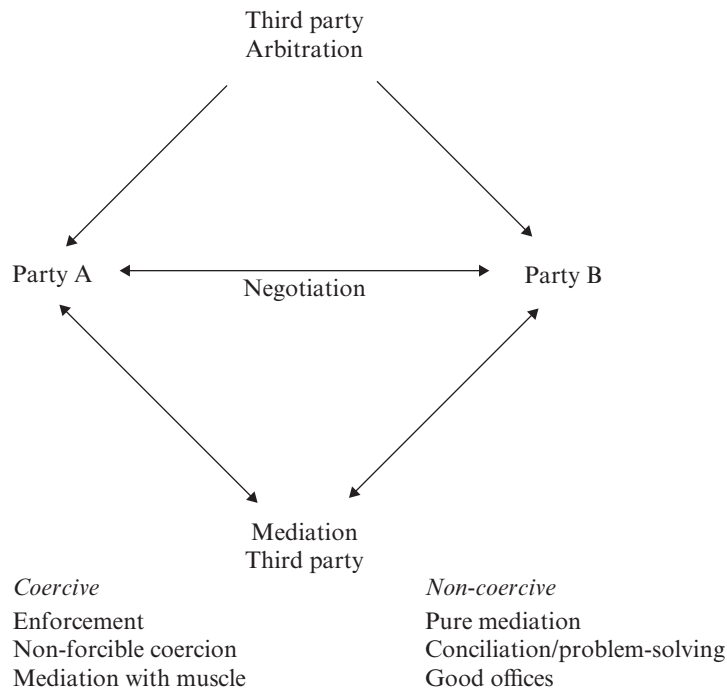 Third party
Arbitration
Party A
Negotiation
Party B
Mediation
Third party
Coercive
Enforcement
Non-forcible coercion
Mediation with muscle
Non-coercive
Pure mediation
Conciliation/problem-solving
Good offices